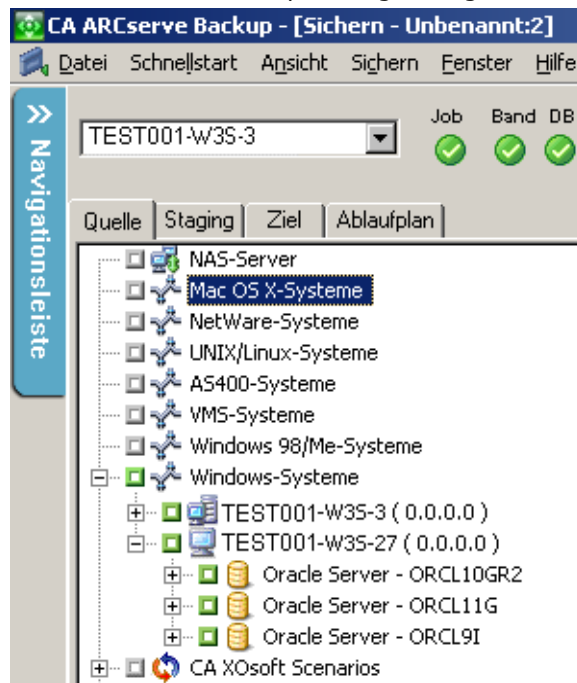 CA ARCserve Backup - [Sichern - Unbenannt:2]
Datei Schnellstart Ansicht Sichern Fenster Hilfe
» Navigationsleiste
TEST001-W3S-3
Job Band DB
Quelle Staging Ziel Ablaufplan
NAS-Server
Mac OS X-Systeme
NetWare-Systeme
UNIX/Linux-Systeme
AS400-Systeme
VMS-Systeme
Windows 98/Me-Systeme
Windows-Systeme
TEST001-W3S-3 ( 0.0.0.0 )
TEST001-W3S-27 ( 0.0.0.0 )
Oracle Server - ORCL10GR2
Oracle Server - ORCL11G
Oracle Server - ORCL9I
CA XOsoft Scenarios